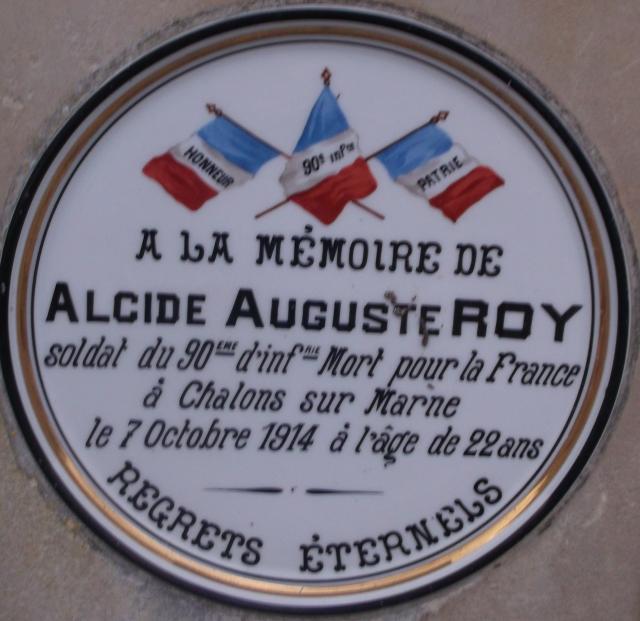 HONNEUR 90e infrie PATRIE
A LA MÉMOIRE DE
ALCIDE AUGUSTE ROY
soldat du 90ÈME d'infRIE Mort pour la France
à Chalons sur Marne
le 7 Octobre 1914 à l'âge de 22 ans
REGRETS ÉTERNELS